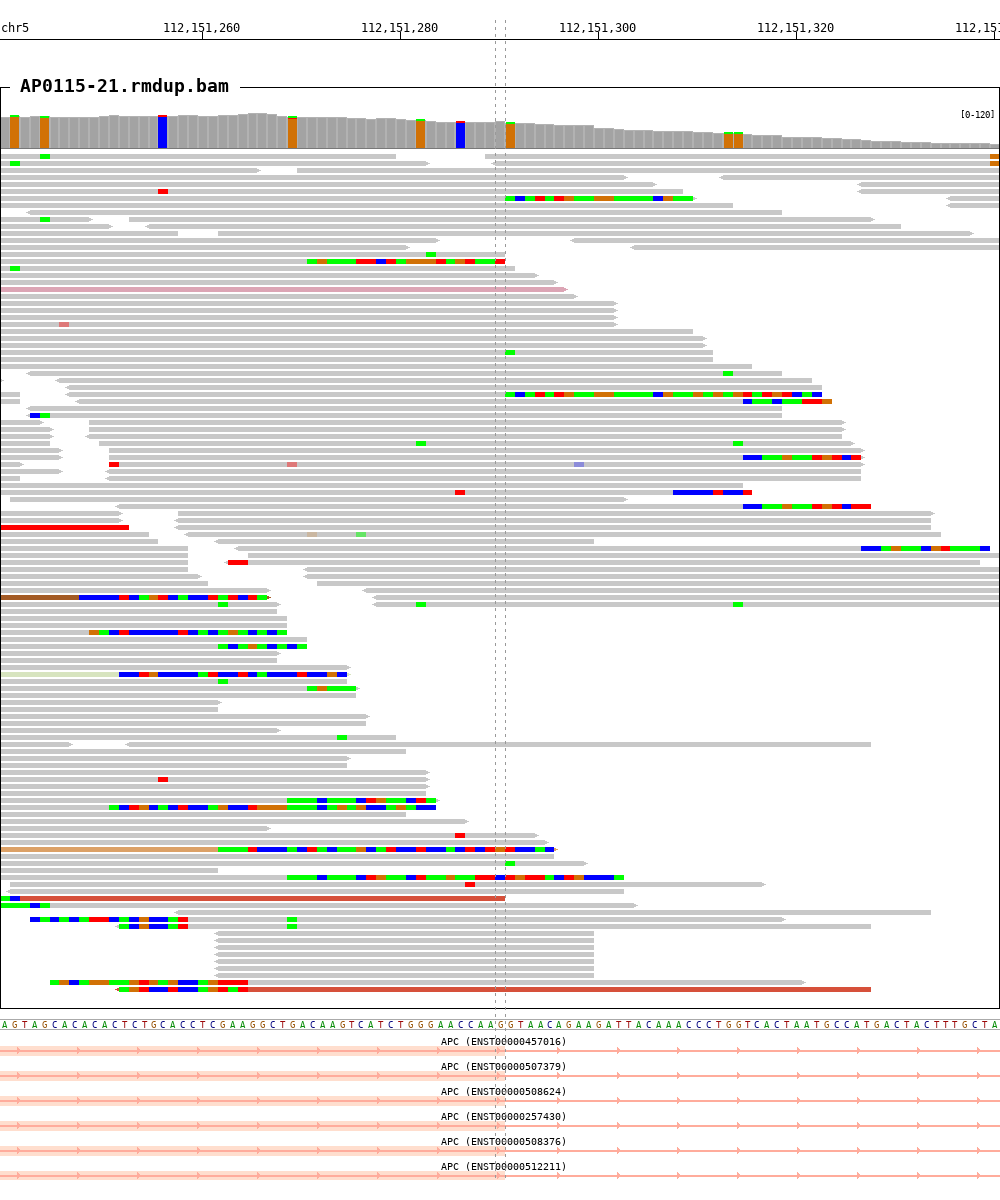 chr5 112,151,260 112,151,280 112,151,300 112,151,320 112,151
AP0115-21.rmdup.bam
[0-120]
AGTAGCACACACTCTGCACCTCGAAGGCTGACAAGTCATCTGGGAACCAAGGTAACAGAAGATTACAAACCCTGGTCACTAATGCCATGACTACTTTGCTA
APC (ENST00000457016)
APC (ENST00000507379)
APC (ENST00000508624)
APC (ENST00000257430)
APC (ENST00000508376)
APC (ENST00000512211)